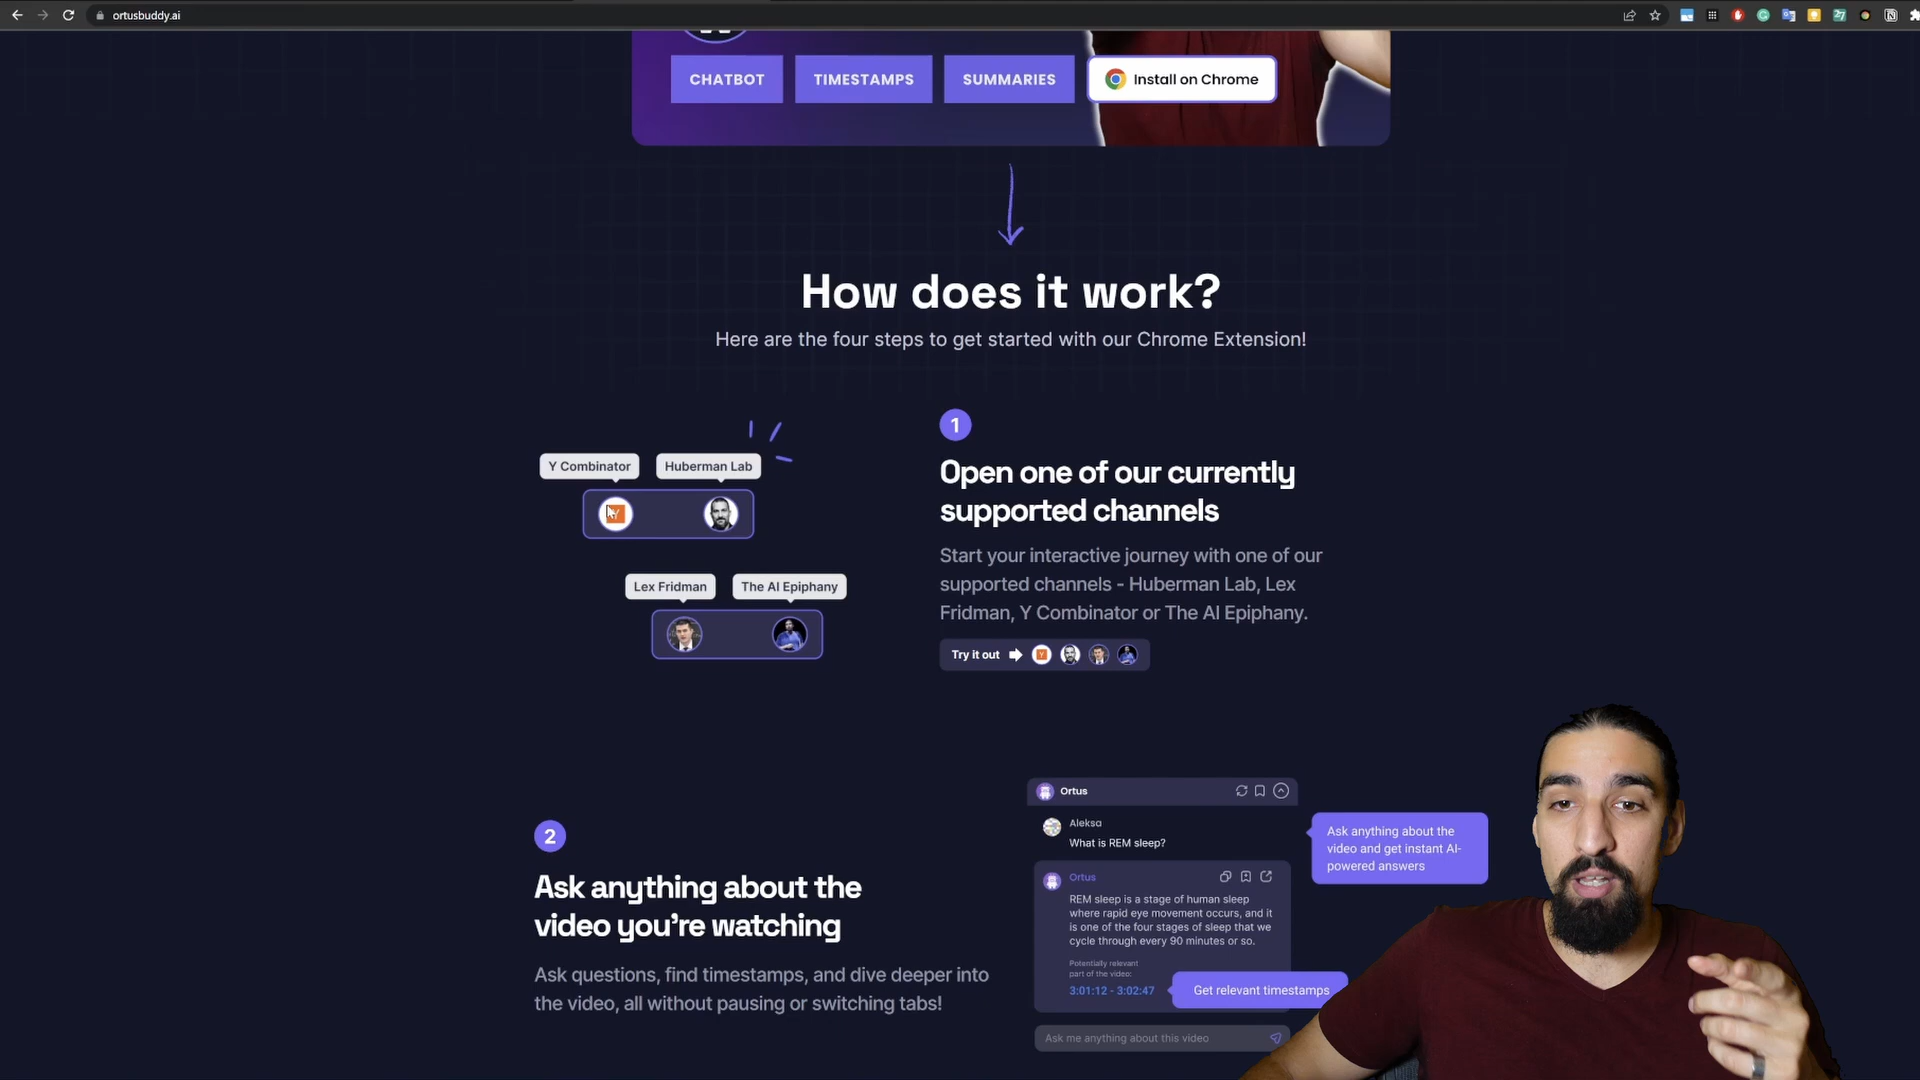 ortusbuddy.ai
CHATBOT
TIMESTAMPS
SUMMARIES
Install on Chrome
How does it work?
Here are the four steps to get started with our Chrome Extension!
Y Combinator
Huberman Lab
Y
Lex Fridman
The AI Epiphany
1
Open one of our currently
supported channels
Start your interactive journey with one of our
supported channels - Huberman Lab, Lex
Fridman, Y Combinator or The AI Epiphany.
Try it out
2
Ask anything about the
video you're watching
Ask questions, find timestamps, and dive deeper into
the video, all without pausing or switching tabs!
Ortus
Aleksa
What is REM sleep?
Ortus
REM sleep is a stage of human sleep
where rapid eye movement occurs, and it
is one of the four stages of sleep that we
cycle through every 90 minutes or so.
Potentially relevant
part of the video:
3:01:12 - 3:02:47
Get relevant timestamps
Ask me anything about this video
Ask anything about the
video and get instant AI-
powered answers